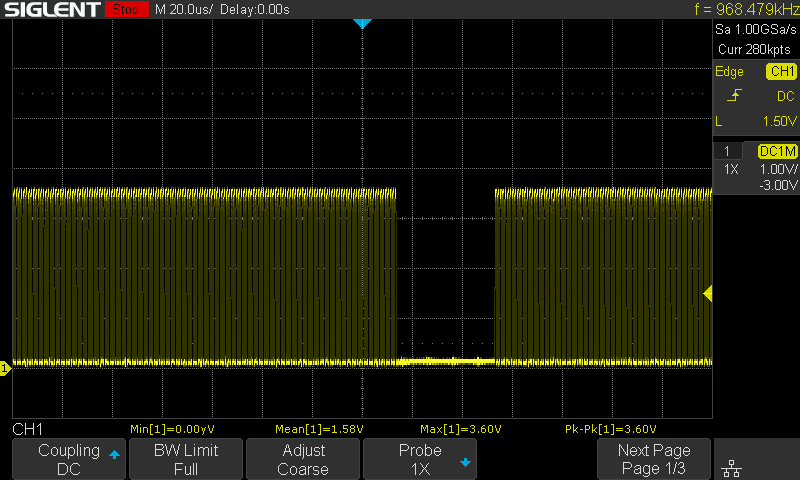 SIGLENT Stop M 20.0us/ Delay:0.00s f = 968.479kHz
Sa 1.00GSa/s
Curr 280kpts
Edge CH1
DC
L 1.50V
1 DC1M
1X 1.00V/
-3.00V
1
CH1 Min[1]=0.00yV Mean[1]=1.58V Max[1]=3.60V Pk-Pk[1]=3.60V
Coupling BW Limit Adjust Probe Next Page
DC Full Coarse 1X Page 1/3